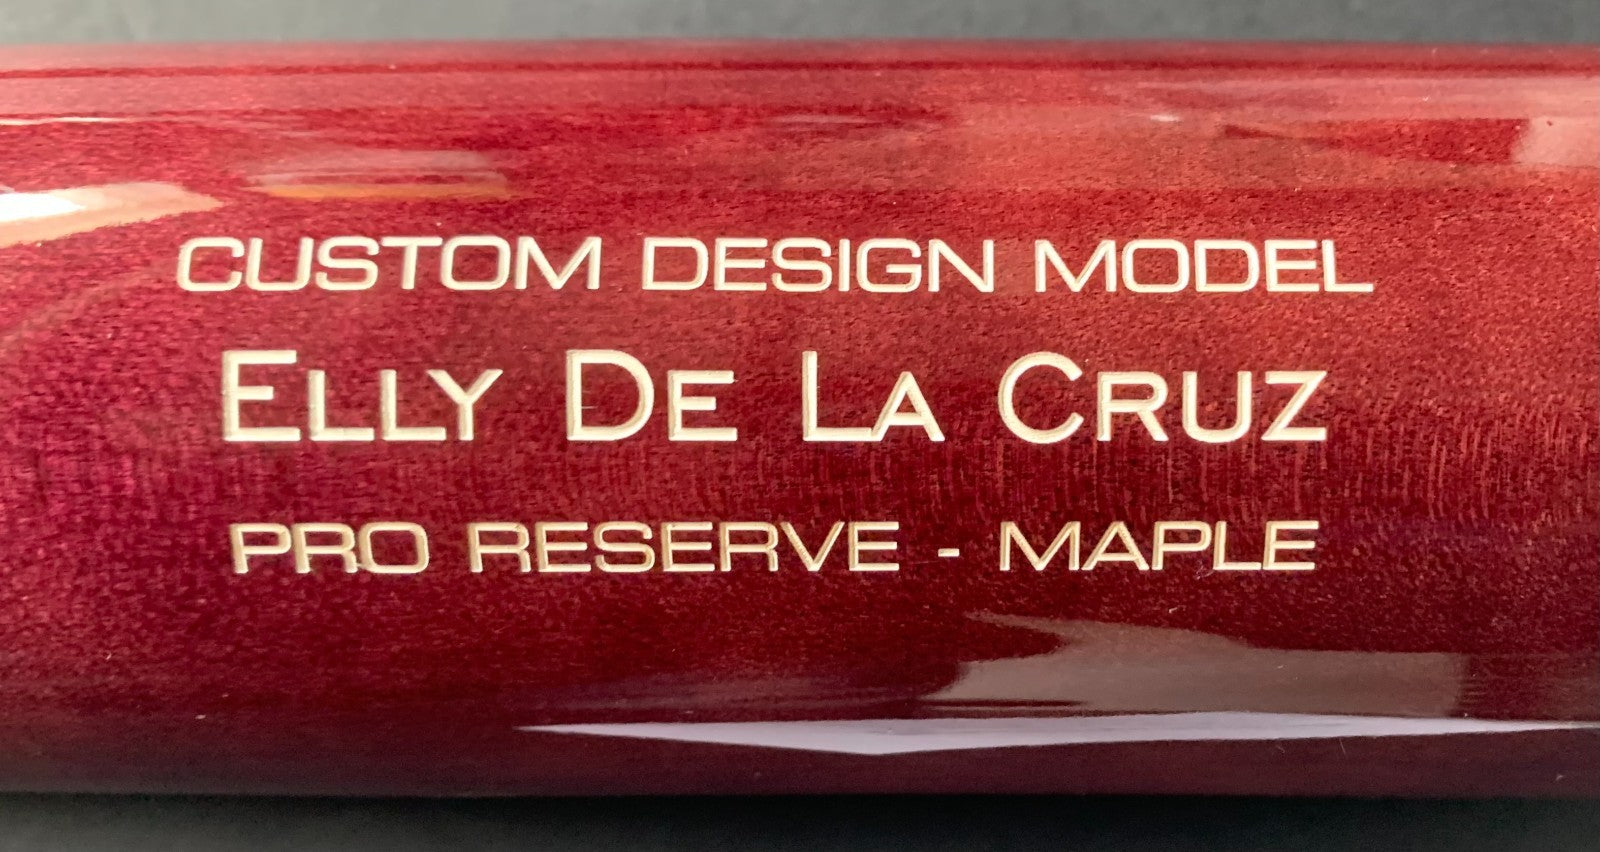 CUSTOM DESIGN MODEL
ELLY DE LA CRUZ
PRO RESERVE - MAPLE